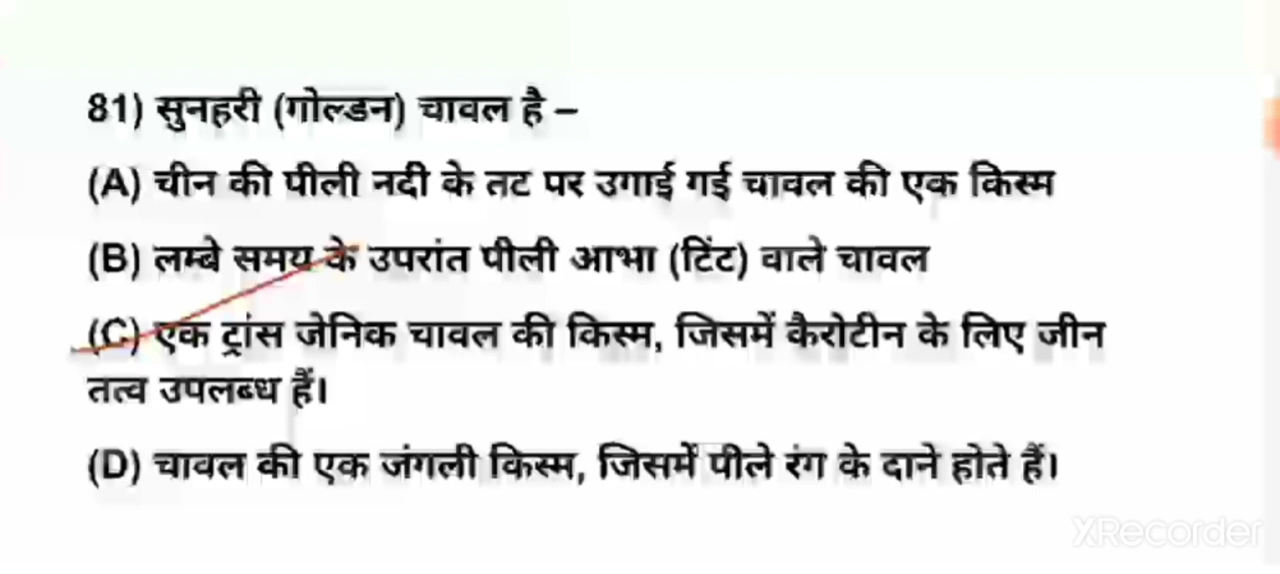 81) सुनहरी (गोल्डन) चावल है –
(A) चीन की पीली नदी के तट पर उगाई गई चावल की एक किस्म
(B) लम्बे समय के उपरांत पीली आभा (टिंट) वाले चावल
(C) एक ट्रांस जेनिक चावल की किस्म, जिसमें कैरोटीन के लिए जीन
तत्व उपलब्ध हैं।
(D) चावल की एक जंगली किस्म, जिसमें पीले रंग के दाने होते हैं।
XRecorder